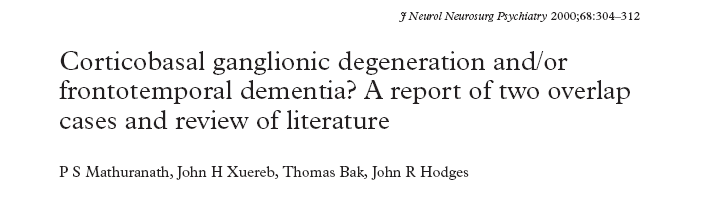 J Neurol Neurosurg Psychiatry 2000;68:304–312
Corticobasal ganglionic degeneration and/or
frontotemporal dementia? A report of two overlap
cases and review of literature
P S Mathuranath, John H Xuereb, Thomas Bak, John R Hodges